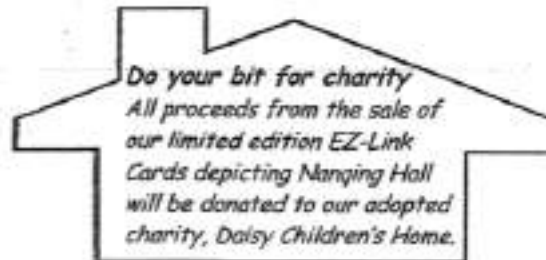 Do your bit for charity
All proceeds from the sale of
our limited edition EZ-Link
Cards depicting Nanqing Hall
will be donated to our adopted
charity, Daisy Children's Home.